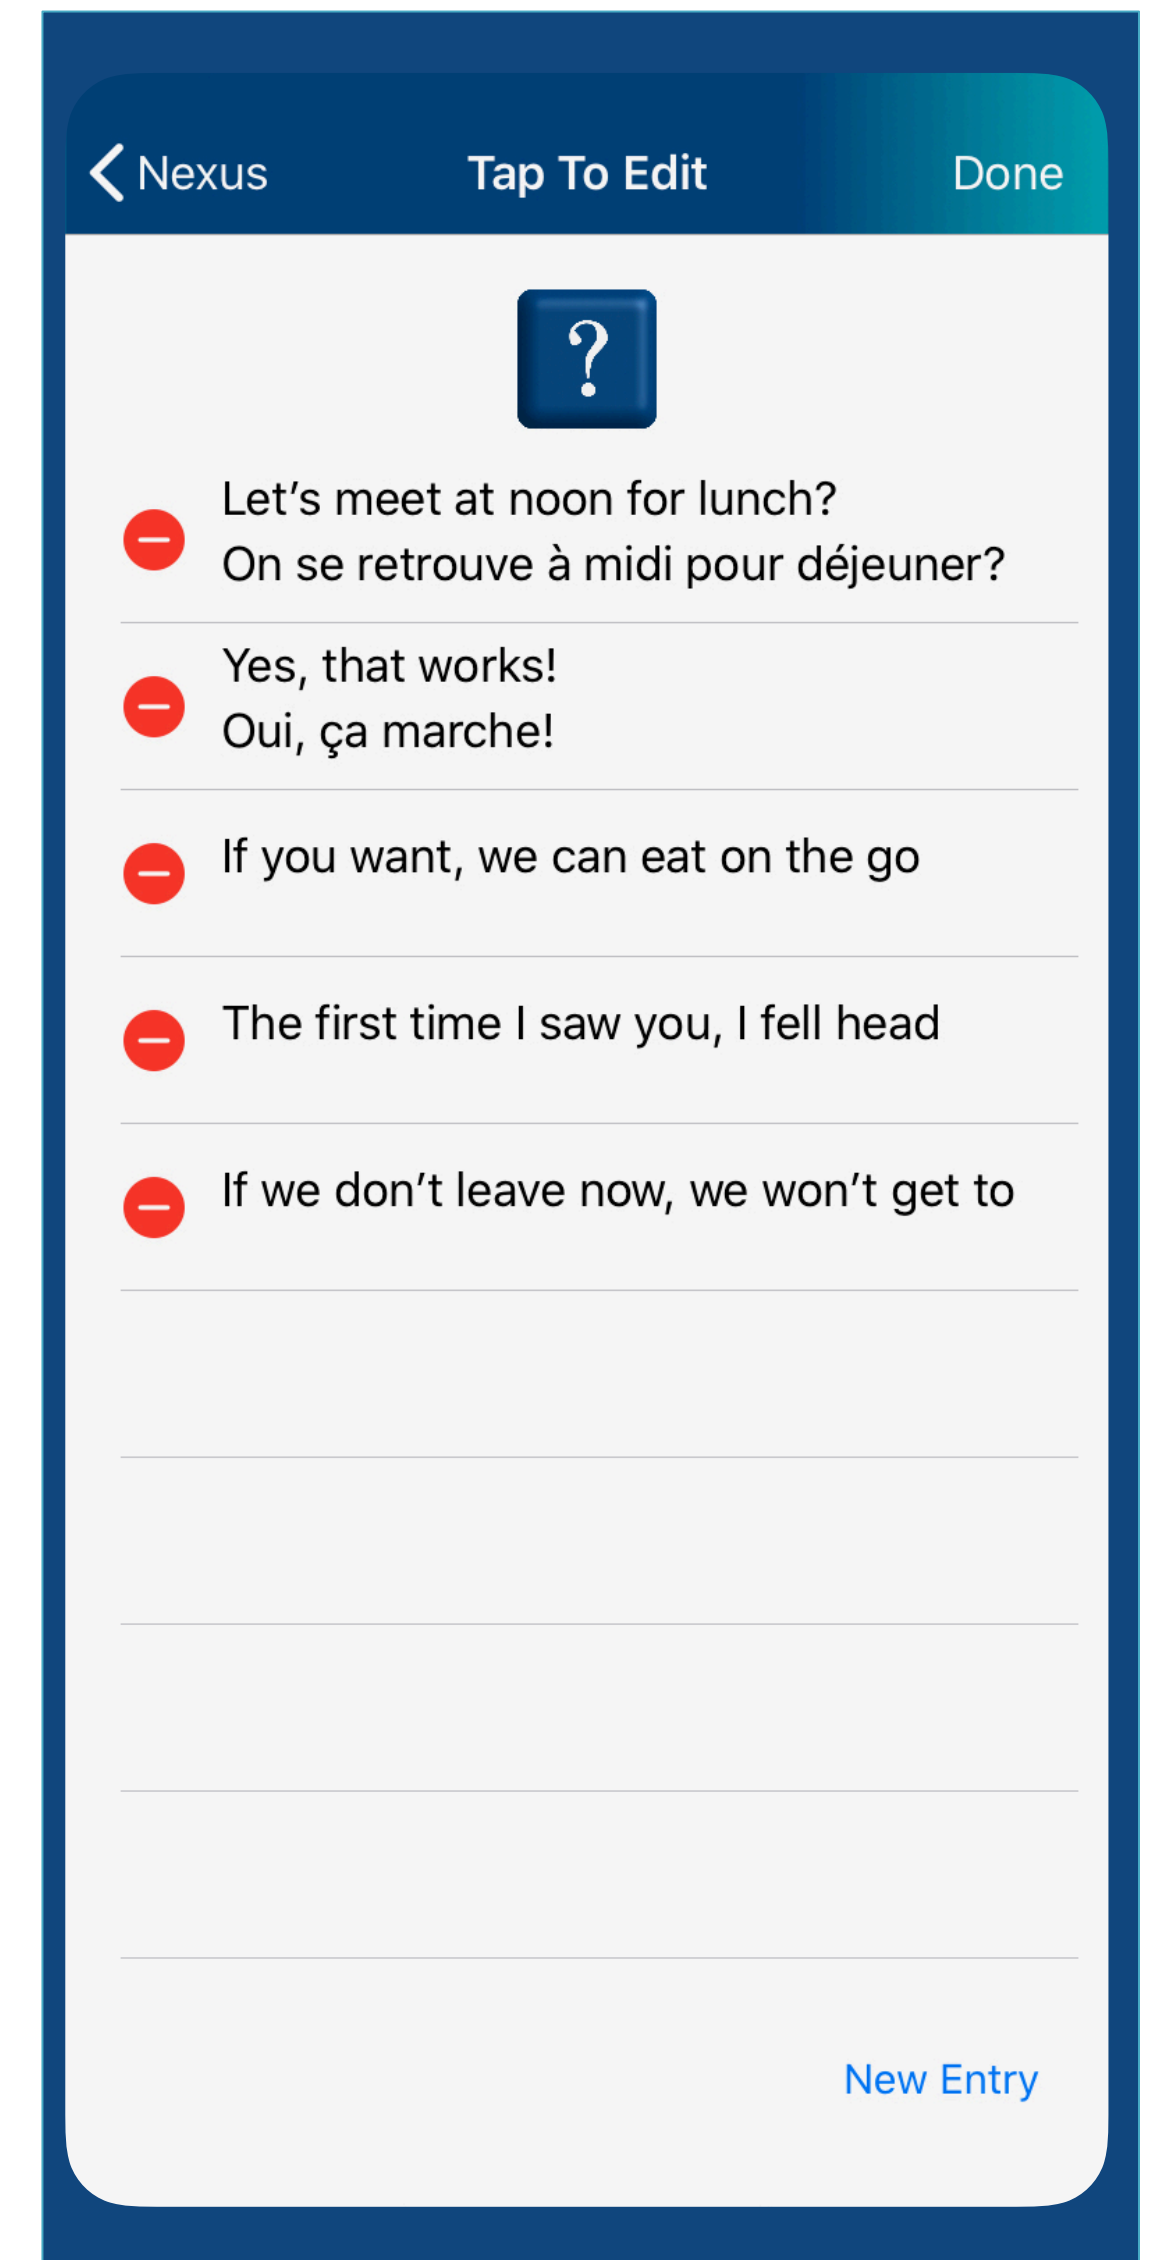 Nexus
Tap To Edit
Done
?
Let’s meet at noon for lunch?
On se retrouve à midi pour déjeuner?
Yes, that works!
Oui, ça marche!
If you want, we can eat on the go
The first time I saw you, I fell head
If we don’t leave now, we won’t get to
New Entry